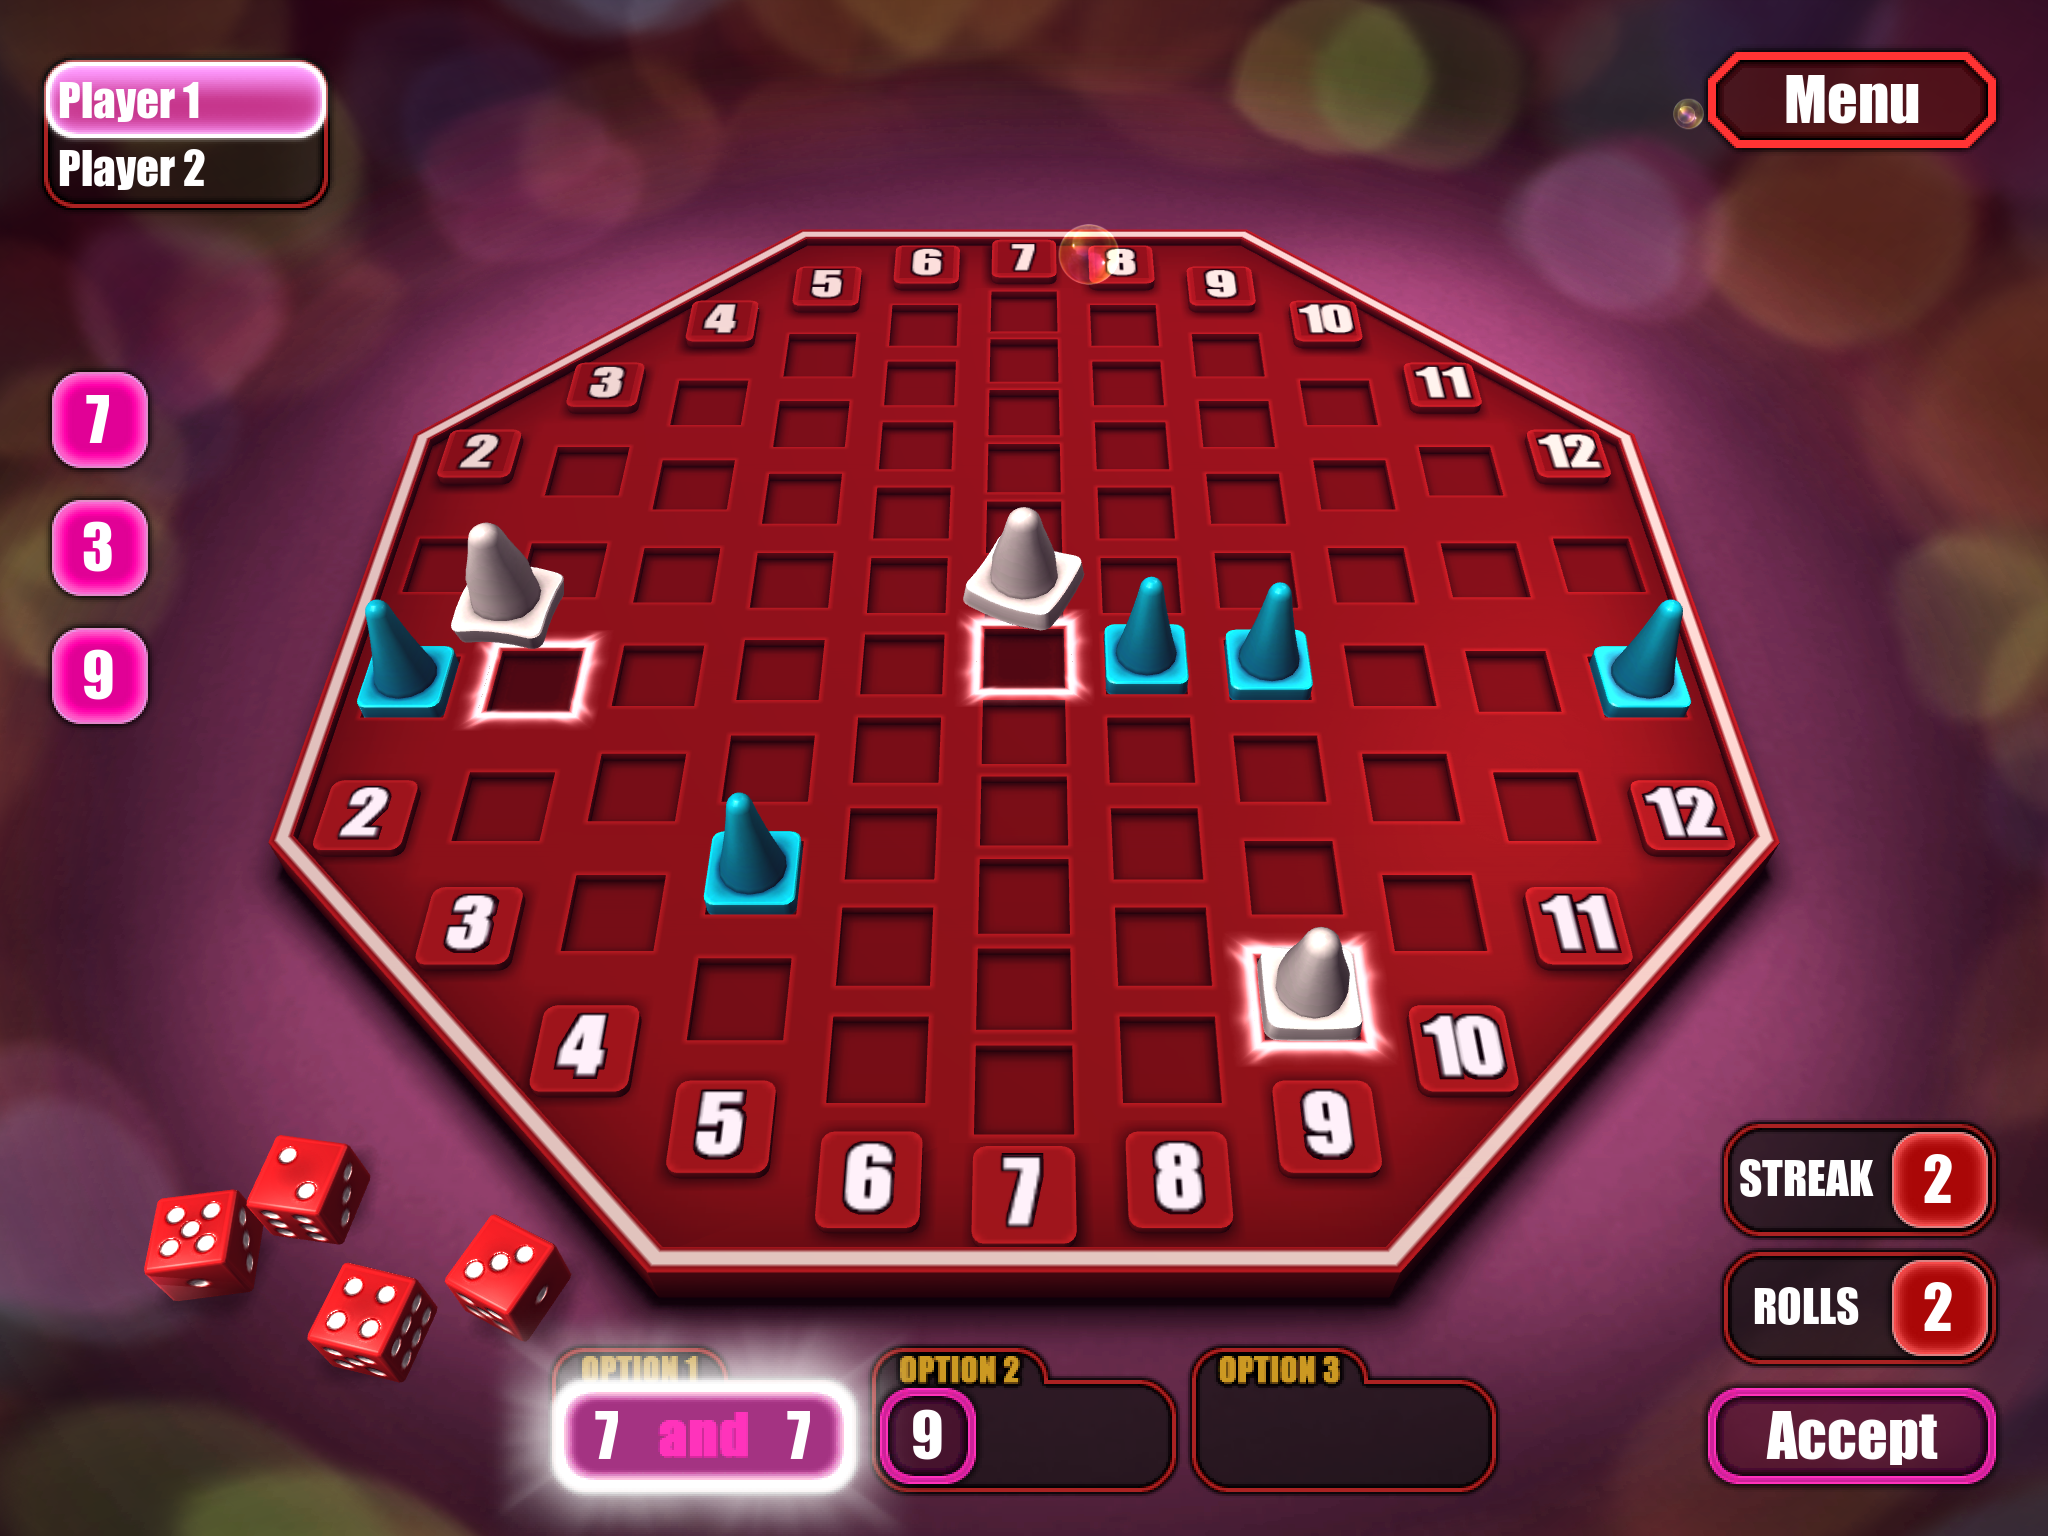 Player 1
Player 2
Menu
7
3
9
2 3 4 5 6 7 8 9 10 11 12
2 3 4 5 6 7 8 9 10 11 12
STREAK 2
ROLLS 2
OPTION 1
7 and 7
OPTION 2
9
OPTION 3
Accept